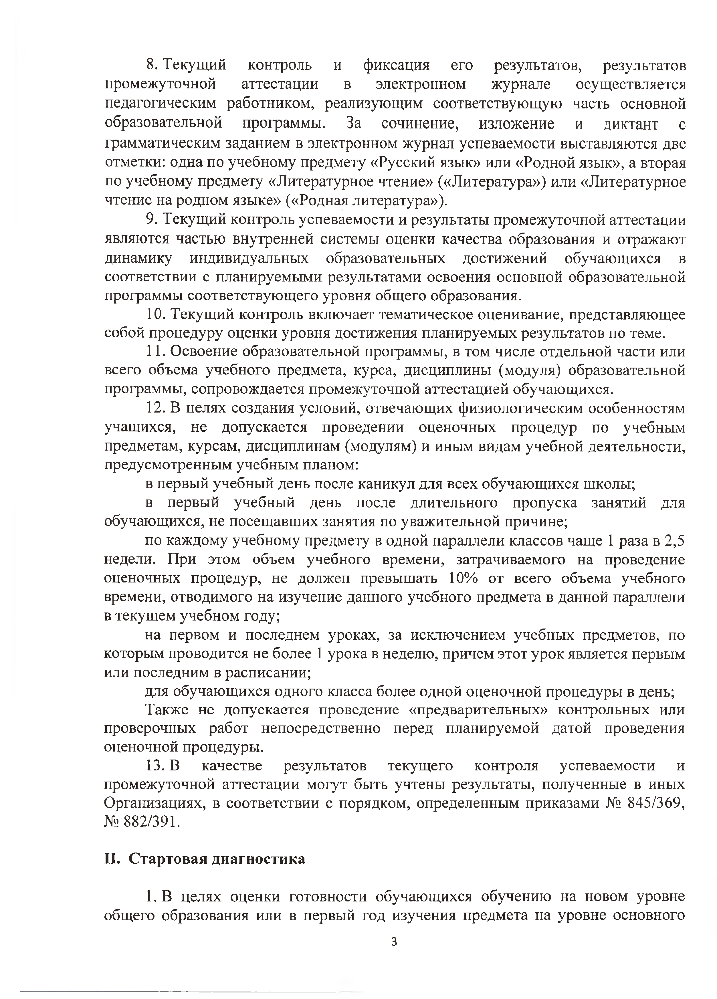 8. Текущий контроль и фиксация его результатов, результатов
промежуточной аттестации в электронном журнале осуществляется
педагогическим работником, реализующим соответствующую часть основной
образовательной программы. За сочинение, изложение и диктант с
грамматическим заданием в электронном журнал успеваемости выставляются две
отметки: одна по учебному предмету «Русский язык» или «Родной язык», а вторая
по учебному предмету «Литературное чтение» («Литература») или «Литературное
чтение на родном языке» («Родная литература»).
9. Текущий контроль успеваемости и результаты промежуточной аттестации
являются частью внутренней системы оценки качества образования и отражают
динамику индивидуальных образовательных достижений обучающихся в
соответствии с планируемыми результатами освоения основной образовательной
программы соответствующего уровня общего образования.
10. Текущий контроль включает тематическое оценивание, представляющее
собой процедуру оценки уровня достижения планируемых результатов по теме.
11. Освоение образовательной программы, в том числе отдельной части или
всего объема учебного предмета, курса, дисциплины (модуля) образовательной
программы, сопровождается промежуточной аттестацией обучающихся.
12. В целях создания условий, отвечающих физиологическим особенностям
учащихся, не допускается проведении оценочных процедур по учебным
предметам, курсам, дисциплинам (модулям) и иным видам учебной деятельности,
предусмотренным учебным планом:
в первый учебный день после каникул для всех обучающихся школы;
в первый учебный день после длительного пропуска занятий для
обучающихся, не посещавших занятия по уважительной причине;
по каждому учебному предмету в одной параллели классов чаще 1 раза в 2,5
недели. При этом объем учебного времени, затрачиваемого на проведение
оценочных процедур, не должен превышать 10% от всего объема учебного
времени, отводимого на изучение данного учебного предмета в данной параллели
в текущем учебном году;
на первом и последнем уроках, за исключением учебных предметов, по
которым проводится не более 1 урока в неделю, причем этот урок является первым
или последним в расписании;
для обучающихся одного класса более одной оценочной процедуры в день;
Также не допускается проведение «предварительных» контрольных или
проверочных работ непосредственно перед планируемой датой проведения
оценочной процедуры.
13. В качестве результатов текущего контроля успеваемости и
промежуточной аттестации могут быть учтены результаты, полученные в иных
Организациях, в соответствии с порядком, определенным приказами № 845/369,
№ 882/391.
II. Стартовая диагностика
1. В целях оценки готовности обучающихся обучению на новом уровне
общего образования или в первый год изучения предмета на уровне основного
3